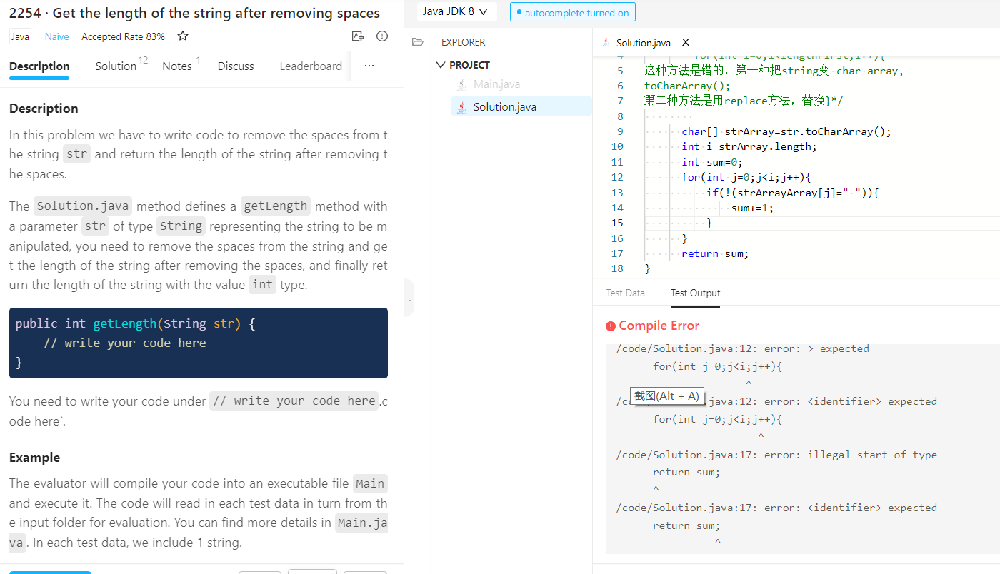 2254 · Get the length of the string after removing spaces
Java Naive Accepted Rate 83%
Description Solution 12 Notes 1 Discuss Leaderboard ...
Description
In this problem we have to write code to remove the spaces from t
he string str and return the length of the string after removing t
he spaces.
The Solution.java method defines a getLength method with
a parameter str of type String representing the string to be m
anipulated, you need to remove the spaces from the string and ge
t the length of the string after removing the spaces, and finally ret
urn the length of the string with the value int type.
public int getLength(String str) {
// write your code here
}
You need to write your code under // write your code here.c
ode here`.
Example
The evaluator will compile your code into an executable file Main
and execute it. The code will read in each test data in turn from th
e input folder for evaluation. You can find more details in Main.ja
va. In each test data, we include 1 string.
Java JDK 8
autocomplete turned on
EXPLORER
PROJECT
Main.java
Solution.java
Solution.java X
4 for(int i=0;i<lengthFirst;i++){
5 这种方法是错的，第一种把string变 char array,
6 toCharArray();
7 第二种方法是用replace方法，替换}*/
8
9 char[] strArray=str.toCharArray();
10 int i=strArray.length;
11 int sum=0;
12 for(int j=0;j<i;j++){
13 if(!(strArrayArray[j]=" ")){
14 sum+=1;
15 }
16 }
17 return sum;
18 }
Test Data Test Output
Compile Error
/code/Solution.java:12: error: > expected
for(int j=0;j<i;j++){
^
截图(Alt + A)
/co .java:12: error: <identifier> expected
for(int j=0;j<i;j++){
^
/code/Solution.java:17: error: illegal start of type
return sum;
^
/code/Solution.java:17: error: <identifier> expected
return sum;
^